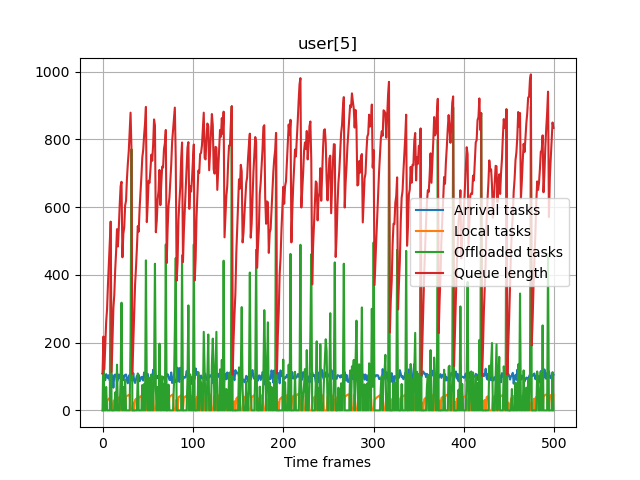 user[5]
1000
800
600
400
200
0
Arrival tasks
Local tasks
Offloaded tasks
Queue length
0 100 200 300 400 500
Time frames